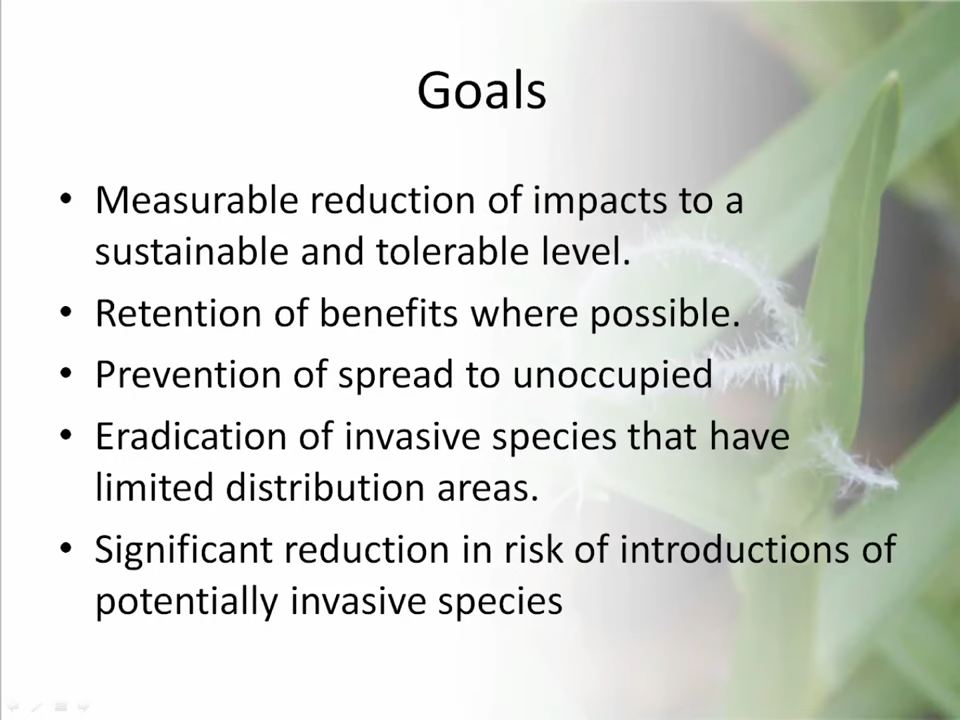 Goals
• Measurable reduction of impacts to a
sustainable and tolerable level.
• Retention of benefits where possible.
• Prevention of spread to unoccupied
• Eradication of invasive species that have
limited distribution areas.
• Significant reduction in risk of introductions of
potentially invasive species